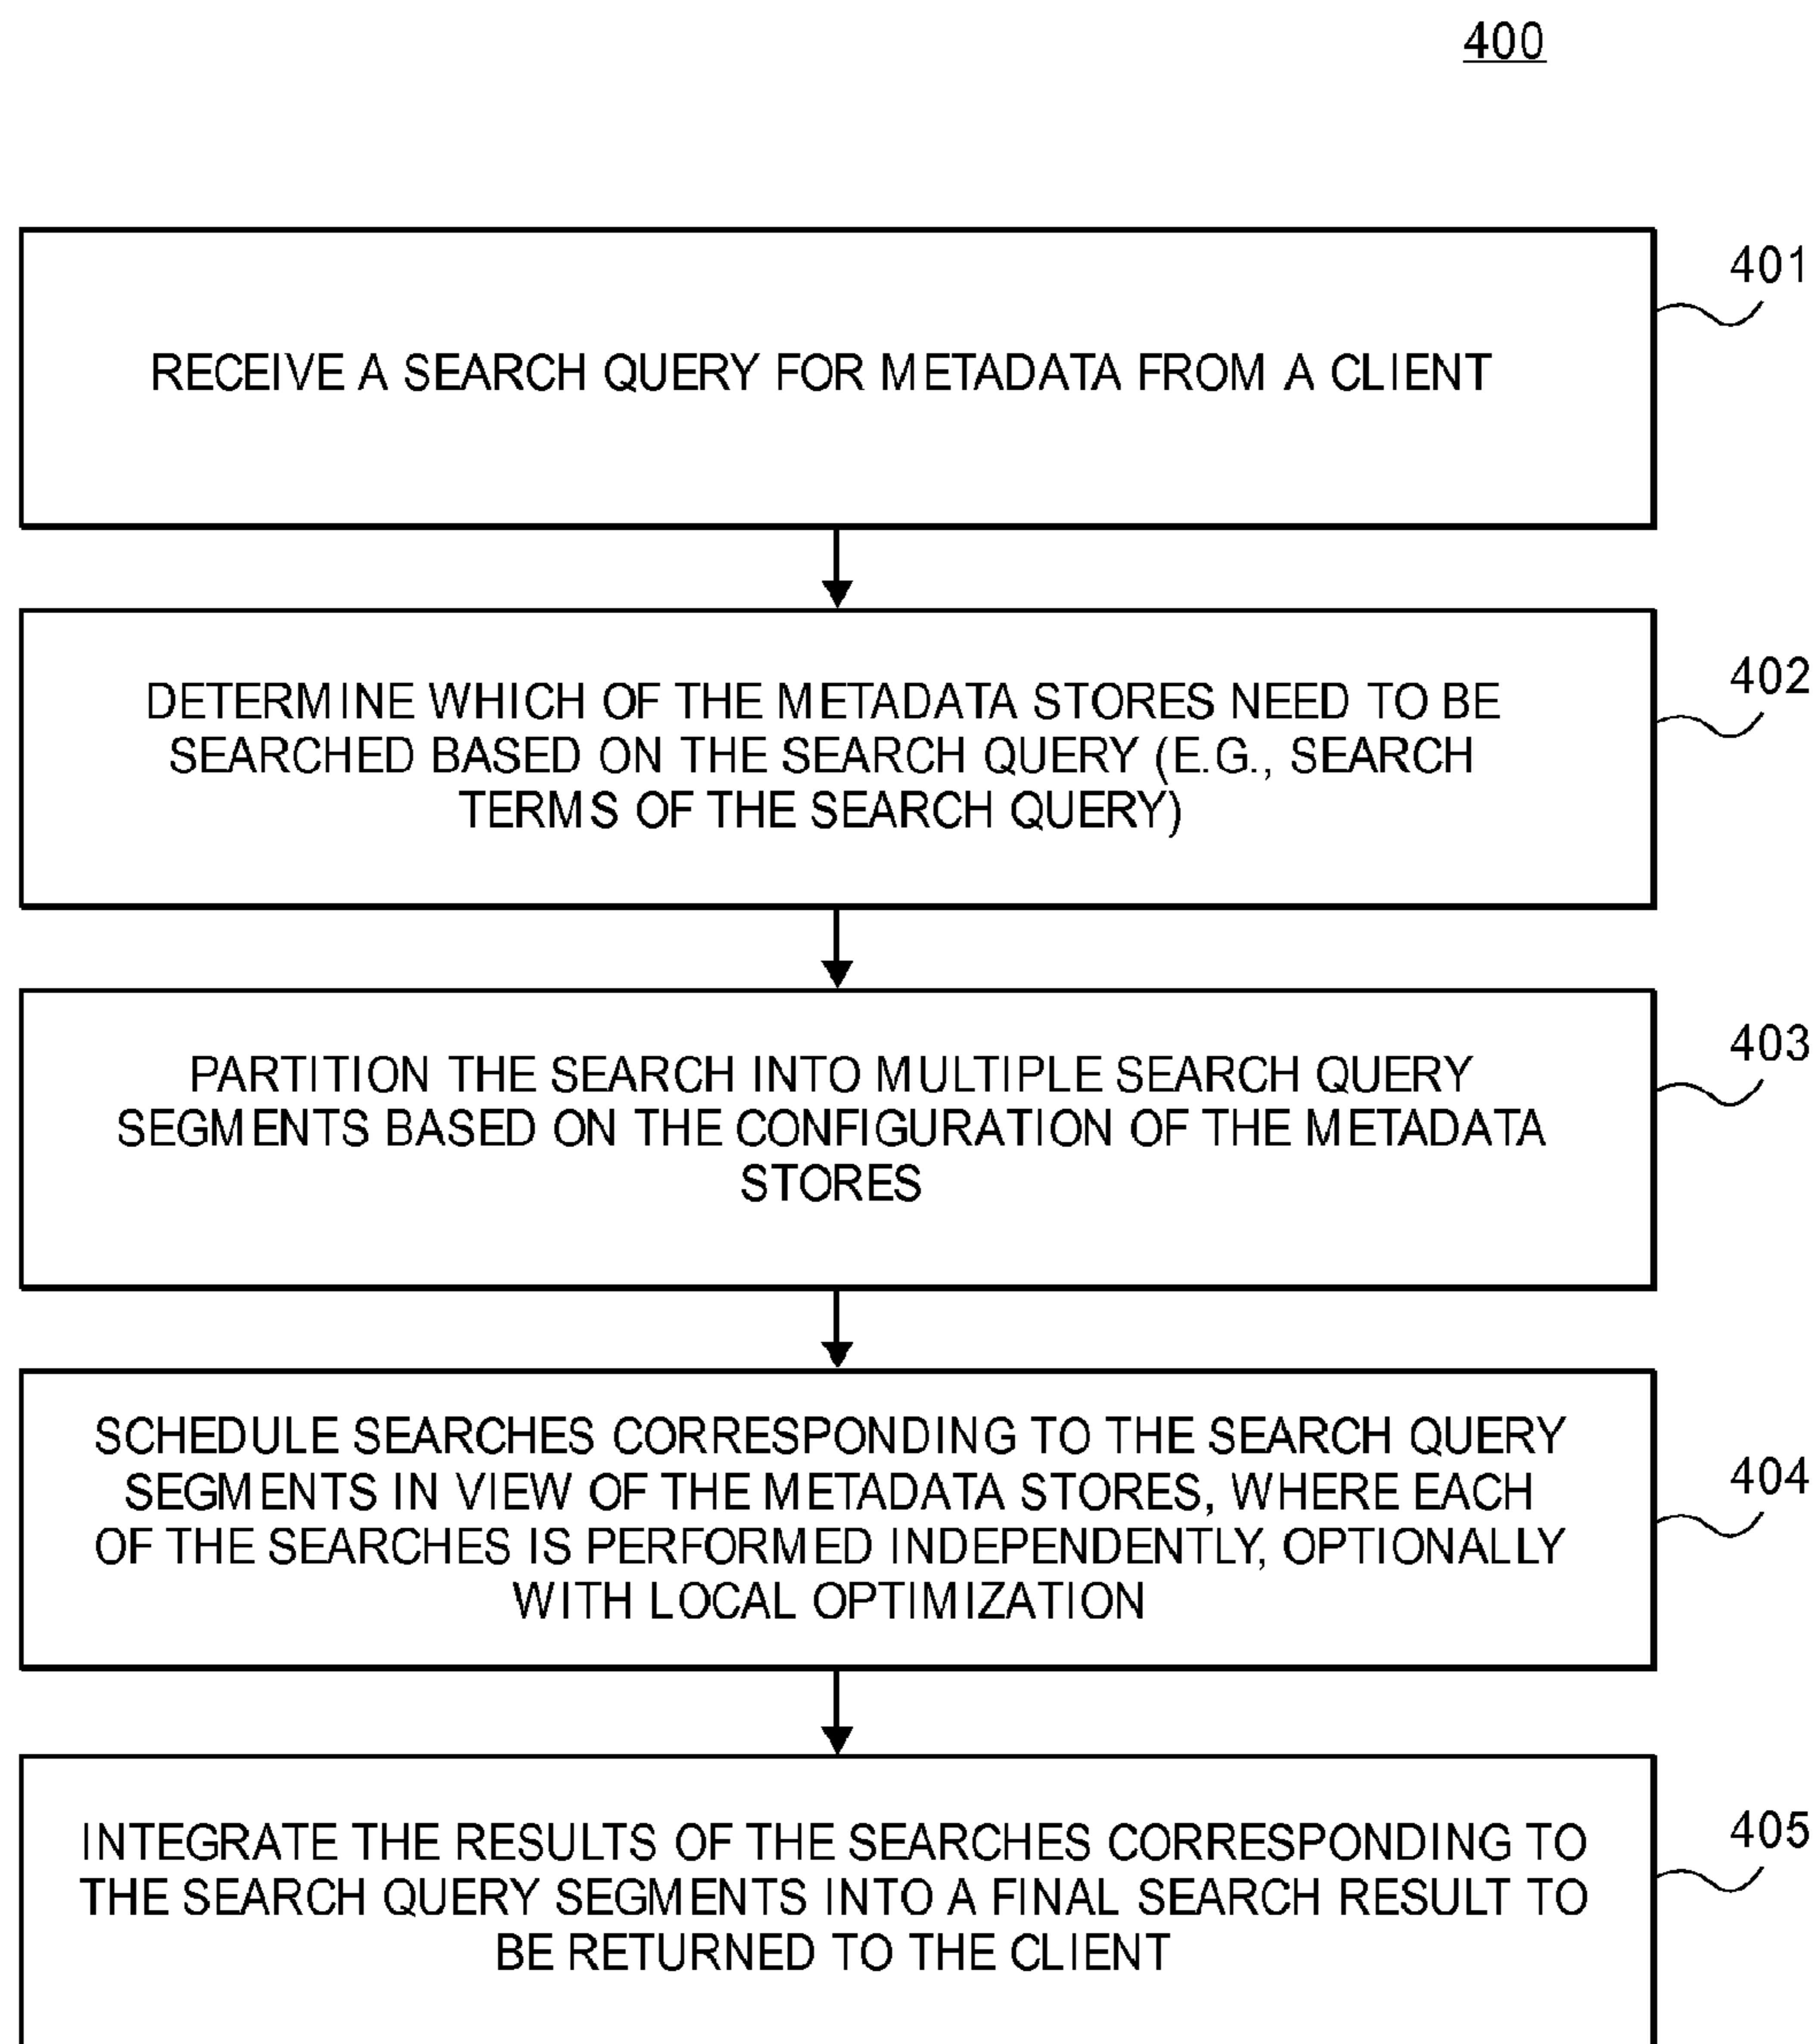 400
401
RECEIVE A SEARCH QUERY FOR METADATA FROM A CLIENT
402
DETERMINE WHICH OF THE METADATA STORES NEED TO BE
SEARCHED BASED ON THE SEARCH QUERY (E.G., SEARCH
TERMS OF THE SEARCH QUERY)
403
PARTITION THE SEARCH INTO MULTIPLE SEARCH QUERY
SEGMENTS BASED ON THE CONFIGURATION OF THE METADATA
STORES
404
SCHEDULE SEARCHES CORRESPONDING TO THE SEARCH QUERY
SEGMENTS IN VIEW OF THE METADATA STORES, WHERE EACH
OF THE SEARCHES IS PERFORMED INDEPENDENTLY, OPTIONALLY
WITH LOCAL OPTIMIZATION
405
INTEGRATE THE RESULTS OF THE SEARCHES CORRESPONDING TO
THE SEARCH QUERY SEGMENTS INTO A FINAL SEARCH RESULT TO
BE RETURNED TO THE CLIENT